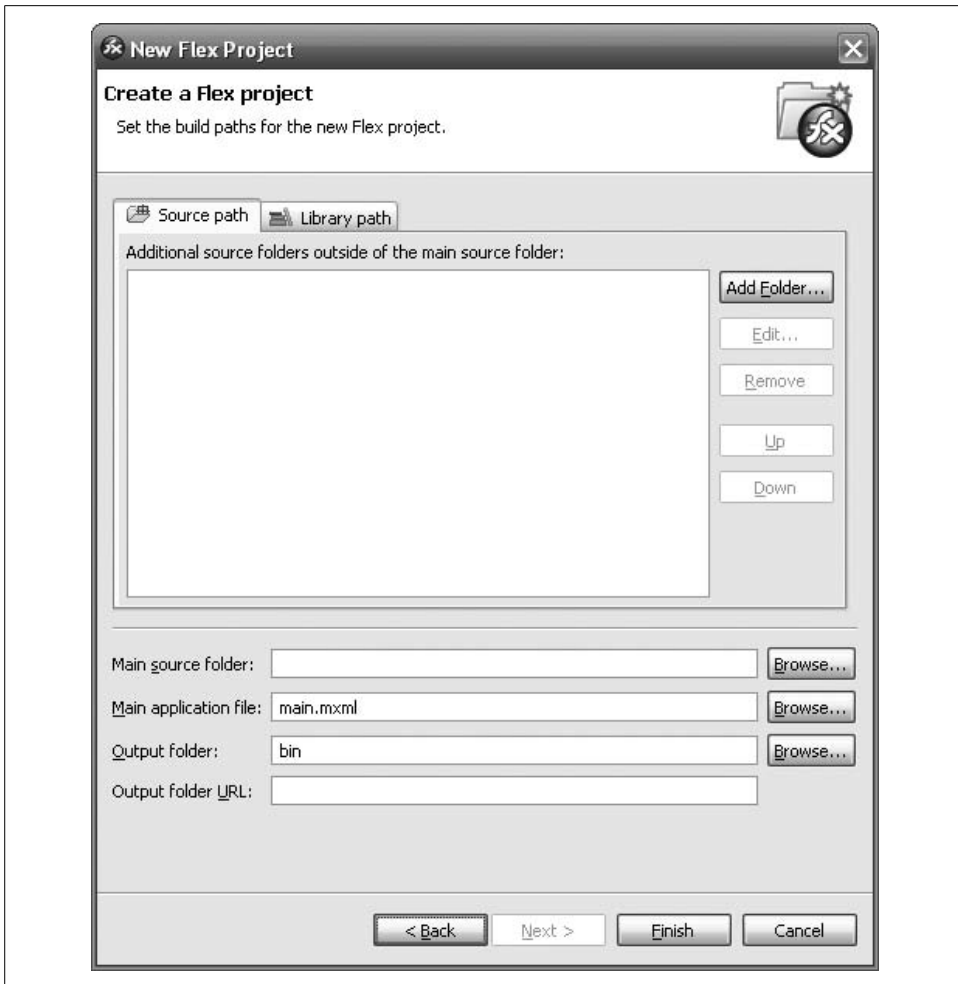 New Flex Project
Create a Flex project
Set the build paths for the new Flex project.
Source path
Library path
Additional source folders outside of the main source folder:
Add Folder...
Edit...
Remove
Up
Down
Main source folder:
Browse...
Main application file:
main.mxml
Browse...
Output folder:
bin
Browse...
Output folder URL:
< Back
Next >
Finish
Cancel